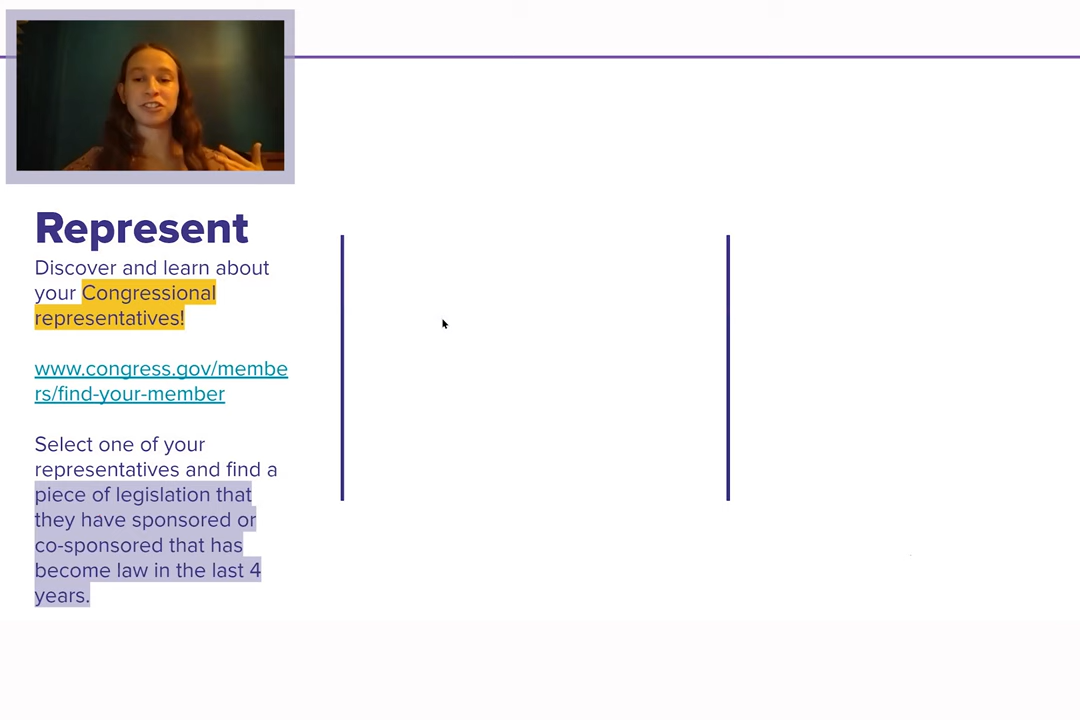 Represent
Discover and learn about
your Congressional
representatives!
www.congress.gov/membe
rs/find-your-member
Select one of your
representatives and find a
piece of legislation that
they have sponsored or
co-sponsored that has
become law in the last 4
years.